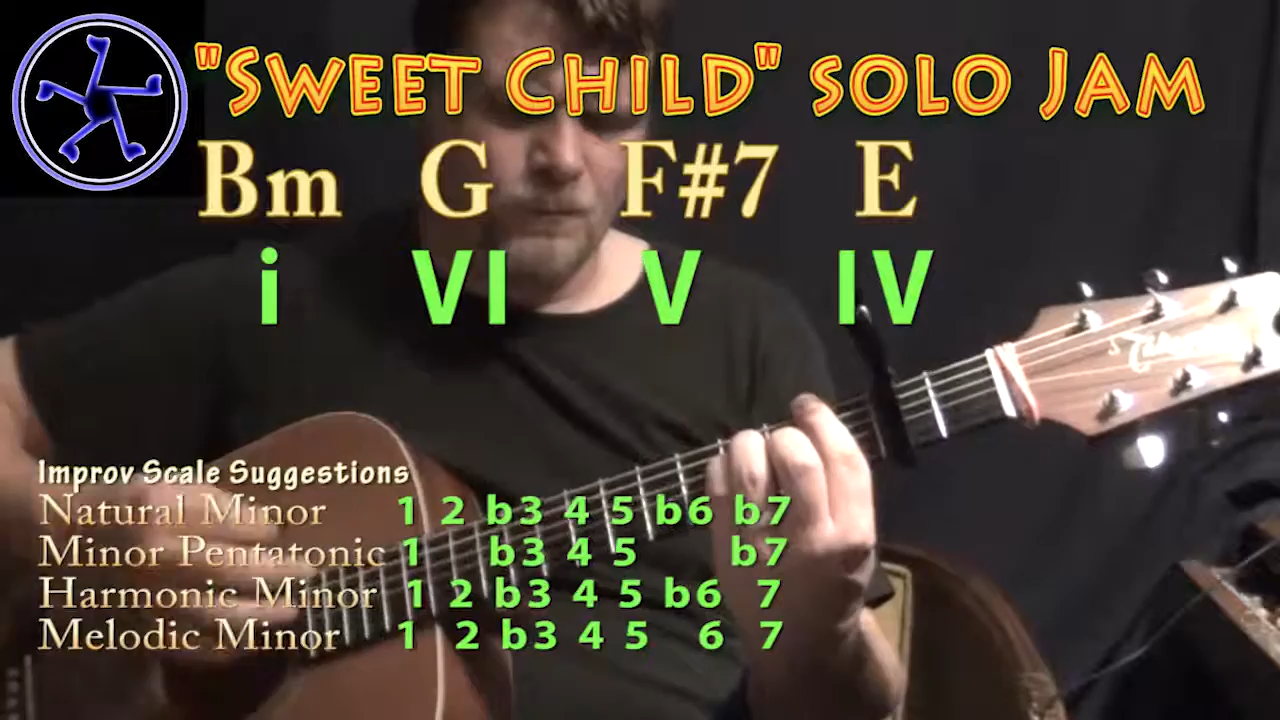 "Sweet Child" Solo Jam
Bm G F#7 E
i VI V IV
Improv Scale Suggestions
Natural Minor 1 2 b3 4 5 b6 b7
Minor Pentatonic 1 b3 4 5 b7
Harmonic Minor 1 2 b3 4 5 b6 7
Melodic Minor 1 2 b3 4 5 6 7